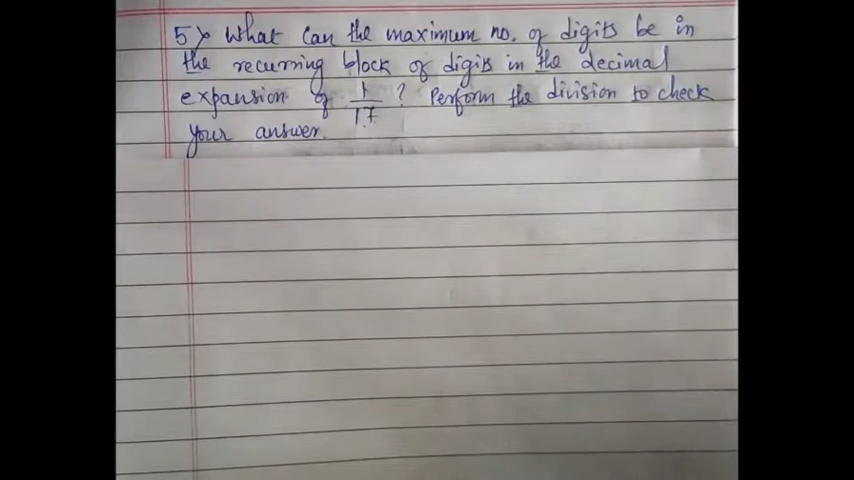 5> What can the maximum no. of digits be in
the recurring block of digits in the decimal
expansion of 1/17 ? Perform the division to check
your answer.